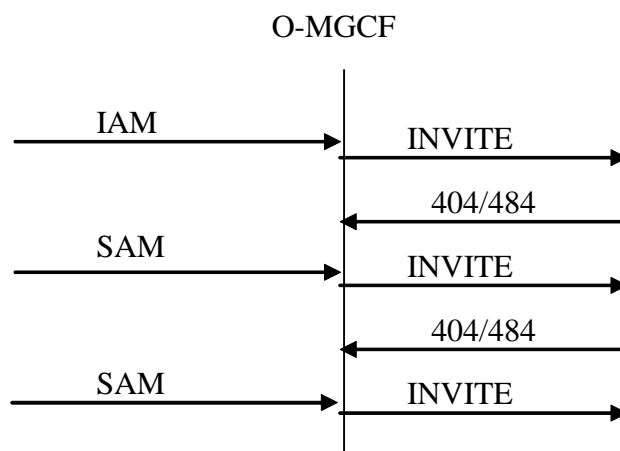 O-MGCF
IAM
INVITE
404/484
SAM
INVITE
404/484
SAM
INVITE